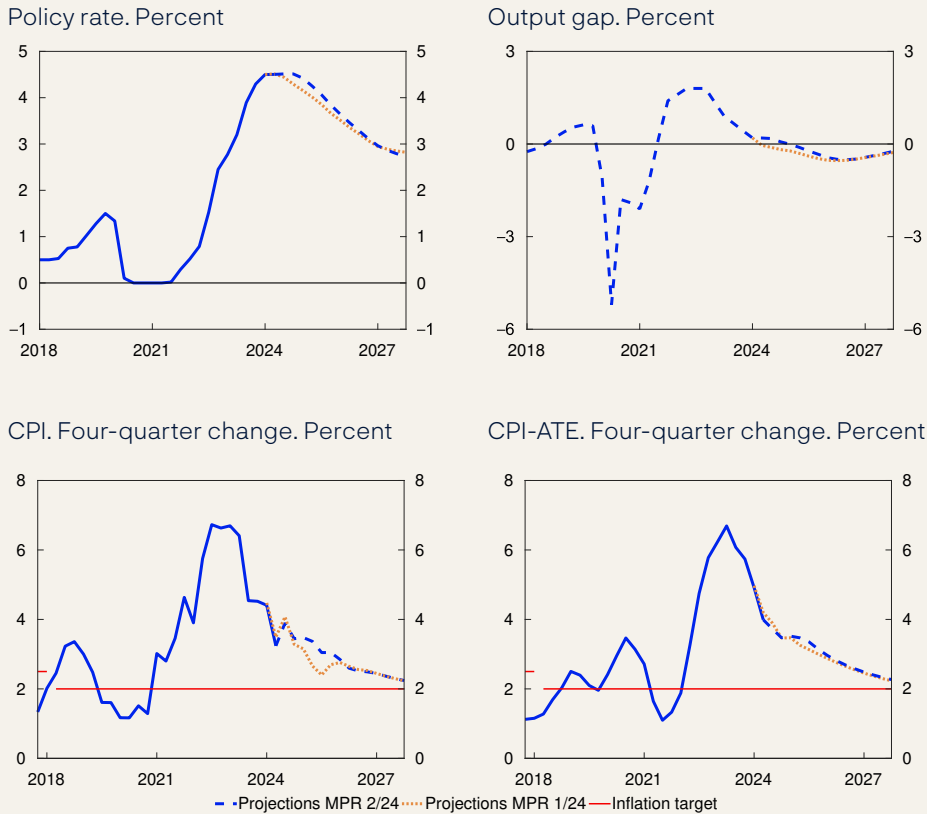 Policy rate. Percent
5 5
4 4
3 3
2 2
1 1
0 0
−1 −1
2018 2021 2024 2027
Output gap. Percent
3 3
0 0
−3 −3
−6 −6
2018 2021 2024 2027
CPI. Four-quarter change. Percent
8 8
6 6
4 4
2 2
0 0
2018 2021 2024 2027
CPI-ATE. Four-quarter change. Percent
8 8
6 6
4 4
2 2
0 0
2018 2021 2024 2027
Projections MPR 2/24 Projections MPR 1/24 Inflation target